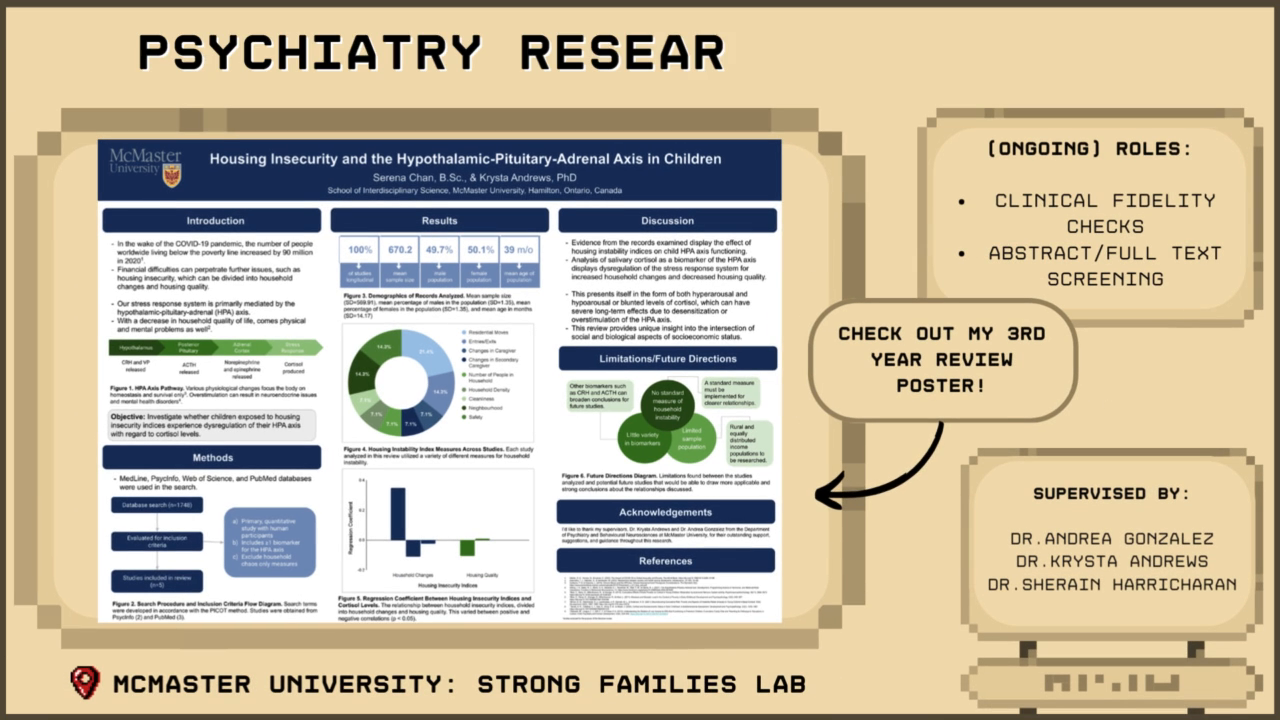 PSYCHIATRY RESEAR
McMaster
University
Housing Insecurity and the Hypothalamic-Pituitary-Adrenal Axis in Children
Serena Chan, B.Sc., & Krysta Andrews, PhD
School of Interdisciplinary Science, McMaster University, Hamilton, Ontario, Canada
Introduction
- In the wake of the COVID-19 pandemic, the number of people
worldwide living below the poverty line increased by 90 million
in 2020¹.
- Financial difficulties can perpetuate further issues, such as
housing insecurity, which can be divided into household
changes and housing quality.
- Our stress response system is primarily mediated by the
hypothalamic-pituitary-adrenal (HPA) axis.
- With a decrease in household quality of life, comes physical
and mental problems as well².
Hypothalamus
Posterior
Pituitary
Adrenal
Cortex
Stress
Response
CRH and VP
released
ACTH
released
Norepinephrine
and epinephrine
released
Cortisol
produced
Figure 1. HPA Axis Pathway. Various physiological changes focus the body on
homeostasis and survival only³. Overstimulation can result in neuroendocrine issues
and mental health disorders⁴.
Objective: Investigate whether children exposed to housing
insecurity indices experience dysregulation of their HPA axis
with regard to cortisol levels.
Methods
- MedLine, PsycInfo, Web of Science, and PubMed databases
were used in the search.
Database search (n=1748)
Evaluated for inclusion
criteria
Studies included in review
(n=5)
a) Primary quantitative
study with human
participants
b) Includes ≥1 biomarker
for the HPA axis
c) Exclude household
chaos only measures
Figure 2. Search Procedure and Inclusion Criteria Flow Diagram. Search terms
were developed in accordance with the PICOT method. Studies were obtained from
PsycInfo (2) and PubMed (3).
Results
100%
of studies
longitudinal
670.2
mean
sample size
49.7%
male
population
50.1%
female
population
39 m/o
mean age of
population
Figure 3. Demographics of Records Analyzed. Mean sample size
(SD=569.91), mean percentage of males in the population (SD=1.35), mean
percentage of females in the population (SD=1.38), and mean age in months
(SD=14.17)
21.4%
14.3%
7.1%
7.1%
7.1%
7.1%
14.3%
14.3%
Residential Moves
Entries/Exits
Changes in Caregiver
Changes in Secondary
Caregiver
Number of People in
Household
Household Density
Cleanliness
Neighbourhood
Safety
Figure 4. Housing Instability Index Measures Across Studies. Each study
analyzed in this review utilized a variety of different measures for household
instability.
Regression Coefficient
Household Changes
Housing Quality
Housing Insecurity Indices
Figure 5. Regression Coefficient Between Housing Insecurity Indices and
Cortisol Levels. The relationship between household insecurity indices, divided
into household changes and housing quality. This varied between positive and
negative correlations (p = 0.05).
Discussion
- Evidence from the records examined display the effect of
housing instability indices on child HPA axis functioning.
- Analysis of salivary cortisol as a biomarker of the HPA axis
displays dysregulation of the stress response system for
increased household changes and decreased housing quality.
- This presents itself in the form of both hyperarousal and
hypoarousal or blunted levels of cortisol, which can have
severe long-term effects due to desensitization or
overstimulation of the HPA axis.
- This review provides unique insight into the intersection of
social and biological aspects of socioeconomic status.
Limitations/Future Directions
Other biomarkers such
as CRH and ACTH can
broaden conclusions for
future studies.
No standard
measure of
household
instability
A standard measure
must be
implemented for
clearer relationships.
Little variety
in biomarkers
Limited
sample
population
Rural and
equally
distributed
income
populations to
be researched.
Figure 6. Future Directions Diagram. Limitations found between the studies
analyzed and potential future studies that would be able to draw more applicable and
strong conclusions about the relationships discussed.
Acknowledgements
I'd like to thank my supervisors, Dr. Krysta Andrews and Dr. Andrea Gonzalez from the Department
of Psychiatry and Behavioural Neurosciences at McMaster University, for their outstanding support,
suggestions, and guidance throughout this research.
References
(ONGOING) ROLES:
• CLINICAL FIDELITY
CHECKS
• ABSTRACT/FULL TEXT
SCREENING
CHECK OUT MY 3RD
YEAR REVIEW
POSTER!
SUPERVISED BY:
DR.ANDREA GONZALEZ
DR.KRYSTA ANDREWS
DR.SHERAIN HARRICHARAN
MCMASTER UNIVERSITY: STRONG FAMILIES LAB